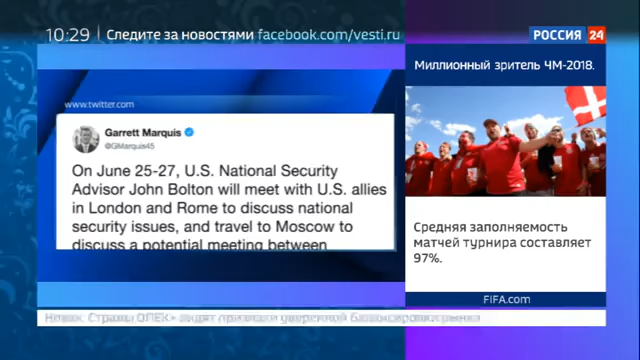 10:29 Следите за новостями facebook.com/vesti.ru
РОССИЯ 24
www.twitter.com
Garrett Marquis
@GMarquis45
On June 25-27, U.S. National Security
Advisor John Bolton will meet with U.S. allies
in London and Rome to discuss national
security issues, and travel to Moscow to
discuss a potential meeting between
Миллионный зритель ЧМ-2018.
Средняя заполняемость
матчей турнира составляет
97%.
FIFA.com
Страны ОПЕК+